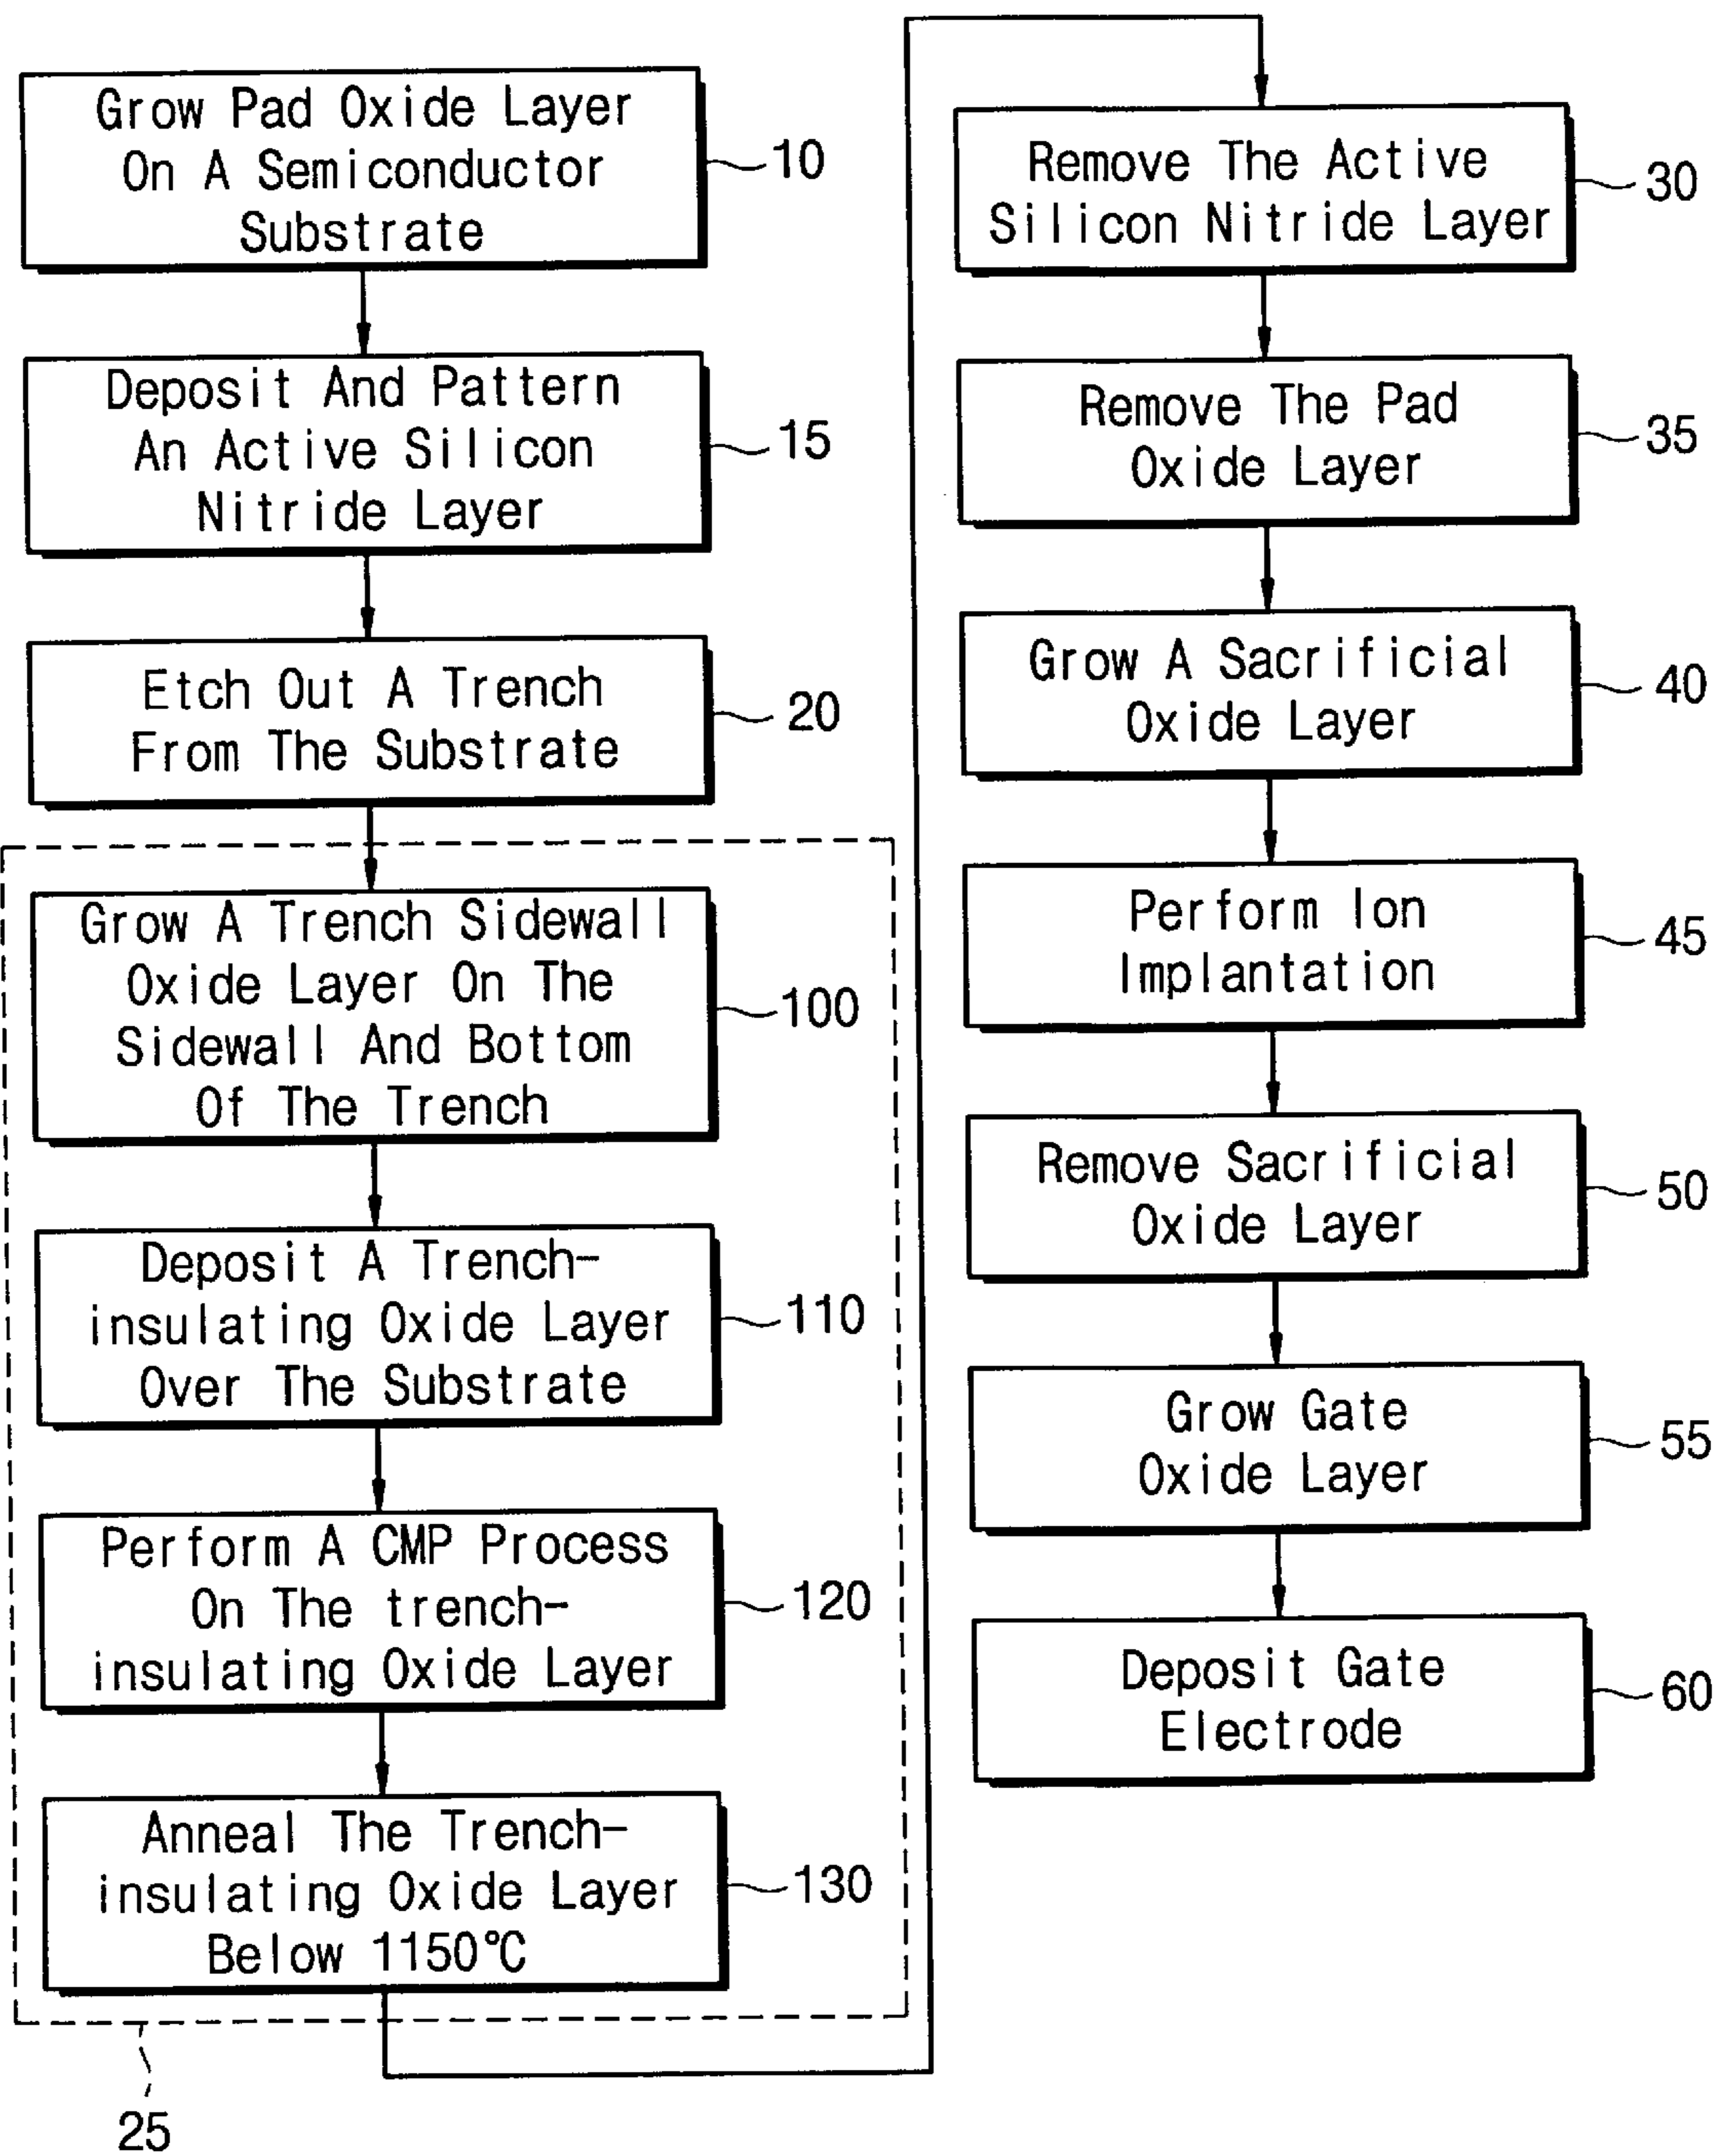 Grow Pad Oxide Layer
On A Semiconductor
Substrate
10
Deposit And Pattern
An Active Silicon
Nitride Layer
15
Etch Out A Trench
From The Substrate
20
Grow A Trench Sidewall
Oxide Layer On The
Sidewall And Bottom
Of The Trench
100
Deposit A Trench-
insulating Oxide Layer
Over The Substrate
110
Perform A CMP Process
On The trench-
insulating Oxide Layer
120
Anneal The Trench-
insulating Oxide Layer
Below 1150℃
130
25
Remove The Active
Silicon Nitride Layer
30
Remove The Pad
Oxide Layer
35
Grow A Sacrificial
Oxide Layer
40
Perform Ion
Implantation
45
Remove Sacrificial
Oxide Layer
50
Grow Gate
Oxide Layer
55
Deposit Gate
Electrode
60